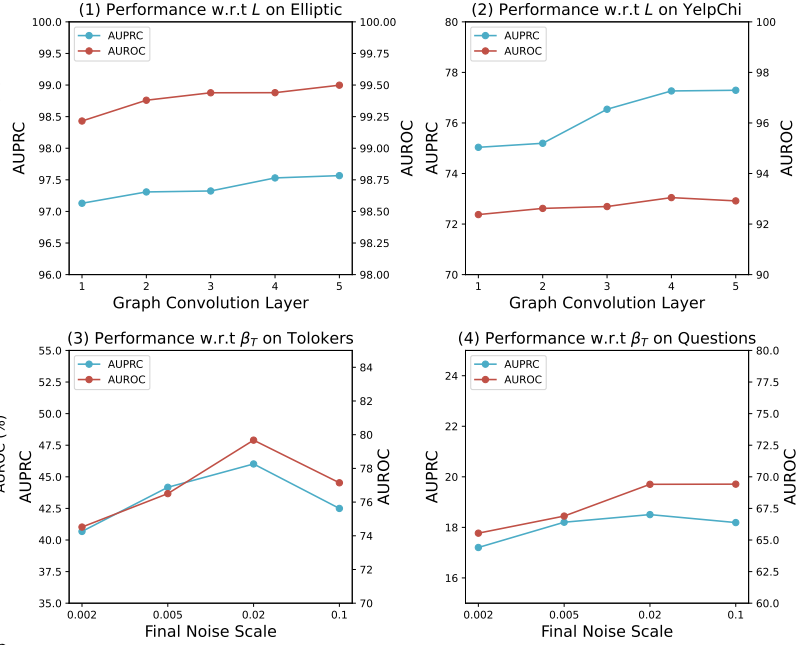 (1) Performance w.r.t L on Elliptic
100.0
99.5
99.0
98.5
98.0
97.5
97.0
96.5
96.0
AUPRC
AUPRC
AUROC
100.00
99.75
99.50
99.25
99.00
98.75
98.50
98.25
98.00
AUROC
1 2 3 4 5
Graph Convolution Layer
(2) Performance w.r.t L on YelpChi
80
78
76
74
72
70
AUPRC
AUPRC
AUROC
100
98
96
94
92
90
AUROC
1 2 3 4 5
Graph Convolution Layer
(3) Performance w.r.t β_T on Tolokers
55.0
52.5
50.0
47.5
45.0
42.5
40.0
37.5
35.0
AUROC (%)
AUPRC
AUPRC
AUROC
84
82
80
78
76
74
72
70
AUROC
0.002 0.005 0.02 0.1
Final Noise Scale
(4) Performance w.r.t β_T on Questions
24
22
20
18
16
AUPRC
AUPRC
AUROC
80.0
77.5
75.0
72.5
70.0
67.5
65.0
62.5
60.0
AUROC
0.002 0.005 0.02 0.1
Final Noise Scale